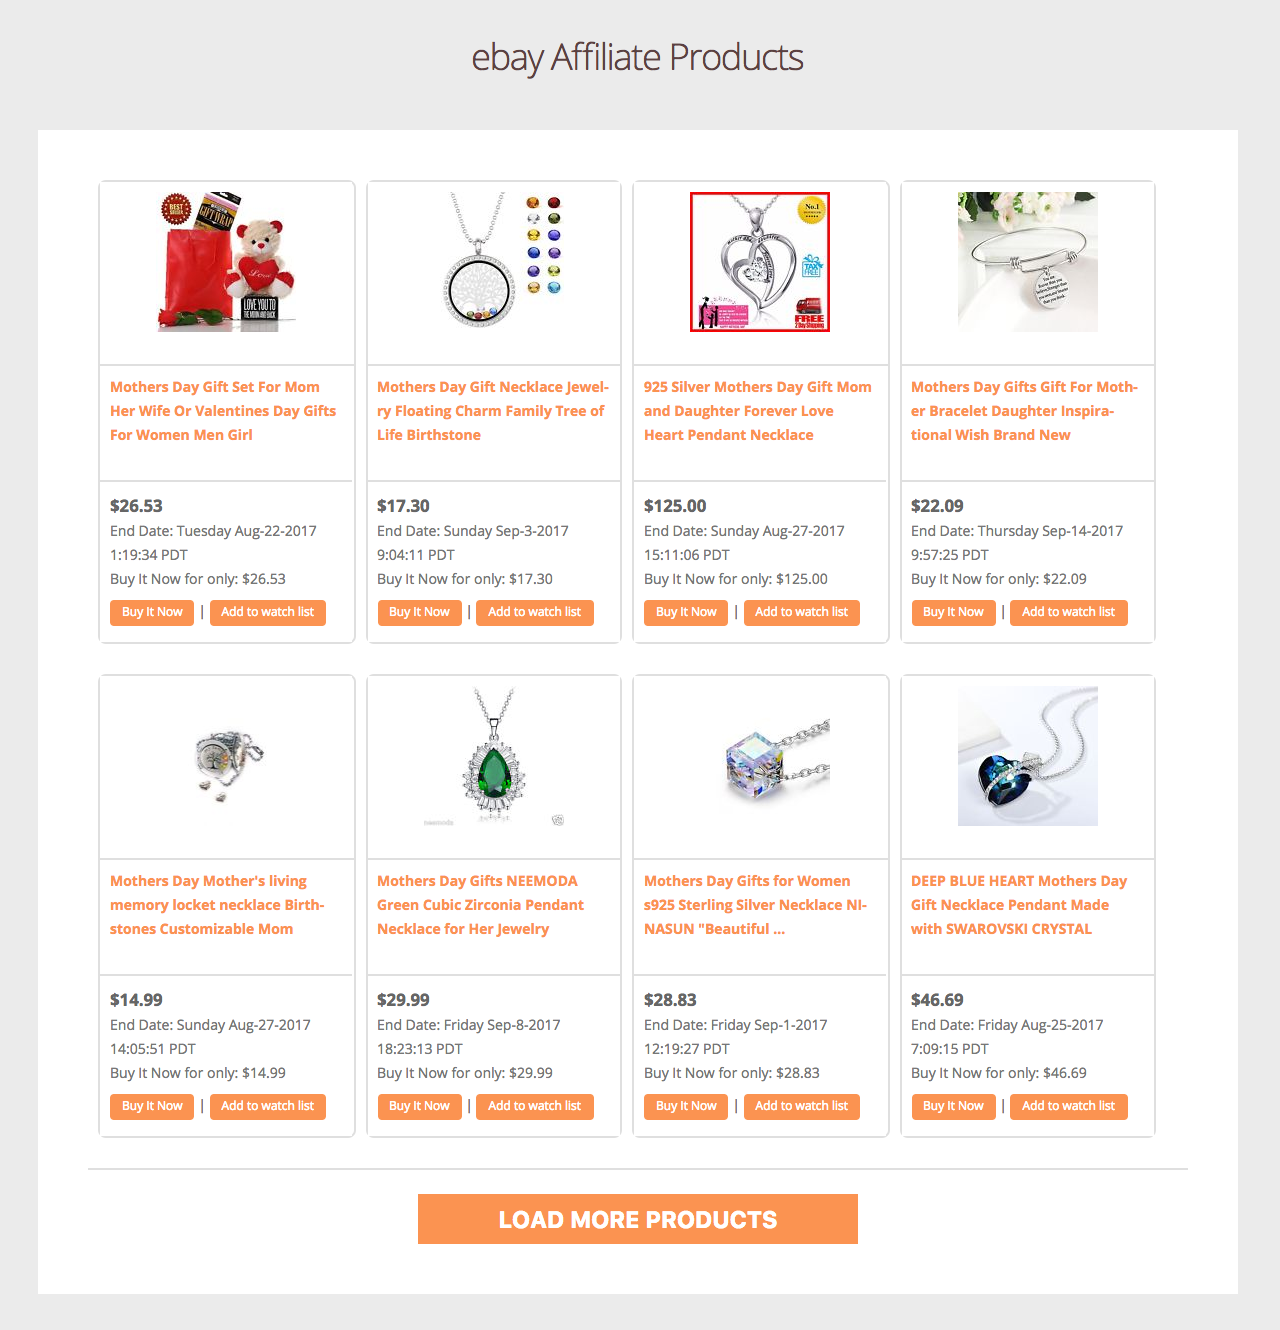 ebay Affiliate Products
BEST
SELLER
GIFT WRAP
Love
LOVE YOU TO
THE MOON AND BACK
No.1
TAX
FREE
FREE
2 Day Shipping
Mothers Day Gift Set For Mom
Her Wife Or Valentines Day Gifts
For Women Men Girl
Mothers Day Gift Necklace Jewel-
ry Floating Charm Family Tree of
Life Birthstone
925 Silver Mothers Day Gift Mom
and Daughter Forever Love
Heart Pendant Necklace
Mothers Day Gifts Gift For Moth-
er Bracelet Daughter Inspira-
tional Wish Brand New
$26.53
End Date: Tuesday Aug-22-2017
1:19:34 PDT
Buy It Now for only: $26.53
Buy It Now | Add to watch list
$17.30
End Date: Sunday Sep-3-2017
9:04:11 PDT
Buy It Now for only: $17.30
Buy It Now | Add to watch list
$125.00
End Date: Sunday Aug-27-2017
15:11:06 PDT
Buy It Now for only: $125.00
Buy It Now | Add to watch list
$22.09
End Date: Thursday Sep-14-2017
9:57:25 PDT
Buy It Now for only: $22.09
Buy It Now | Add to watch list
neemoda
Mothers Day Mother's living
memory locket necklace Birth-
stones Customizable Mom
Mothers Day Gifts NEEMODA
Green Cubic Zirconia Pendant
Necklace for Her Jewelry
Mothers Day Gifts for Women
s925 Sterling Silver Necklace NI-
NASUN "Beautiful ...
DEEP BLUE HEART Mothers Day
Gift Necklace Pendant Made
with SWAROVSKI CRYSTAL
$14.99
End Date: Sunday Aug-27-2017
14:05:51 PDT
Buy It Now for only: $14.99
Buy It Now | Add to watch list
$29.99
End Date: Friday Sep-8-2017
18:23:13 PDT
Buy It Now for only: $29.99
Buy It Now | Add to watch list
$28.83
End Date: Friday Sep-1-2017
12:19:27 PDT
Buy It Now for only: $28.83
Buy It Now | Add to watch list
$46.69
End Date: Friday Aug-25-2017
7:09:15 PDT
Buy It Now for only: $46.69
Buy It Now | Add to watch list
LOAD MORE PRODUCTS